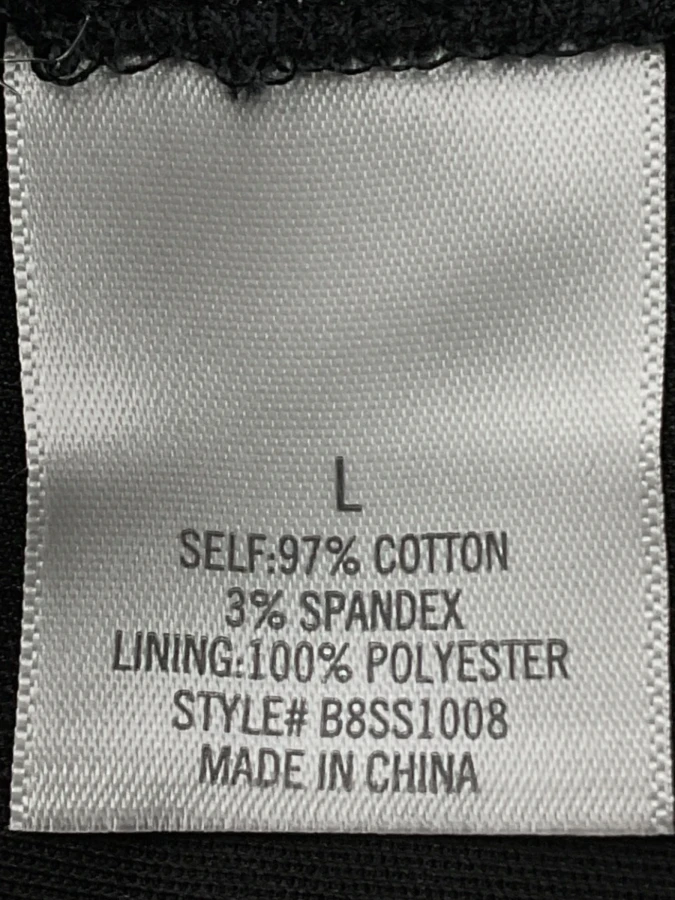 L
SELF:97% COTTON
3% SPANDEX
LINING:100% POLYESTER
STYLE# B8SS1008
MADE IN CHINA